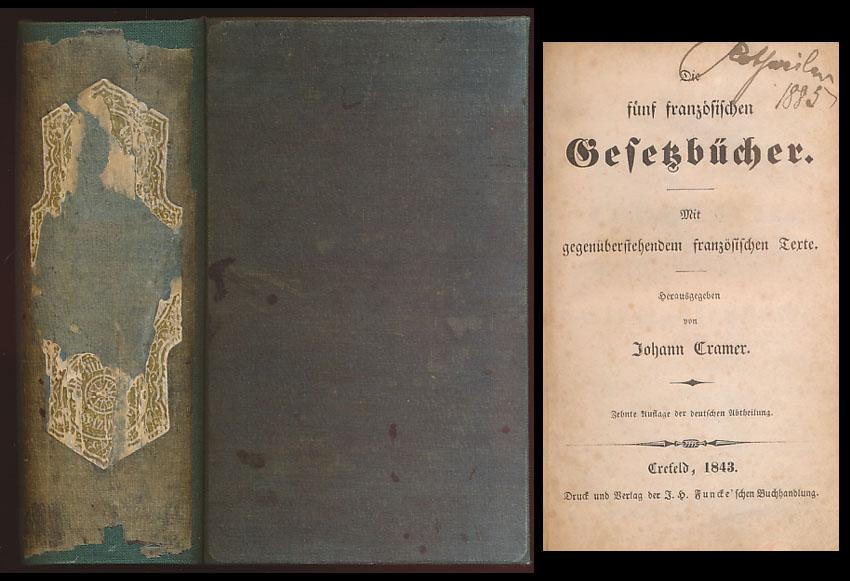 1885
Die
fünf französischen
Gesetzbücher.
Mit
gegenüberstehendem französischen Texte.
Herausgegeben
von
Johann Cramer.
Zehnte Auflage der deutschen Abtheilung.
Crefeld, 1843.
Druck und Verlag der J. H. Funcke'schen Buchhandlung.